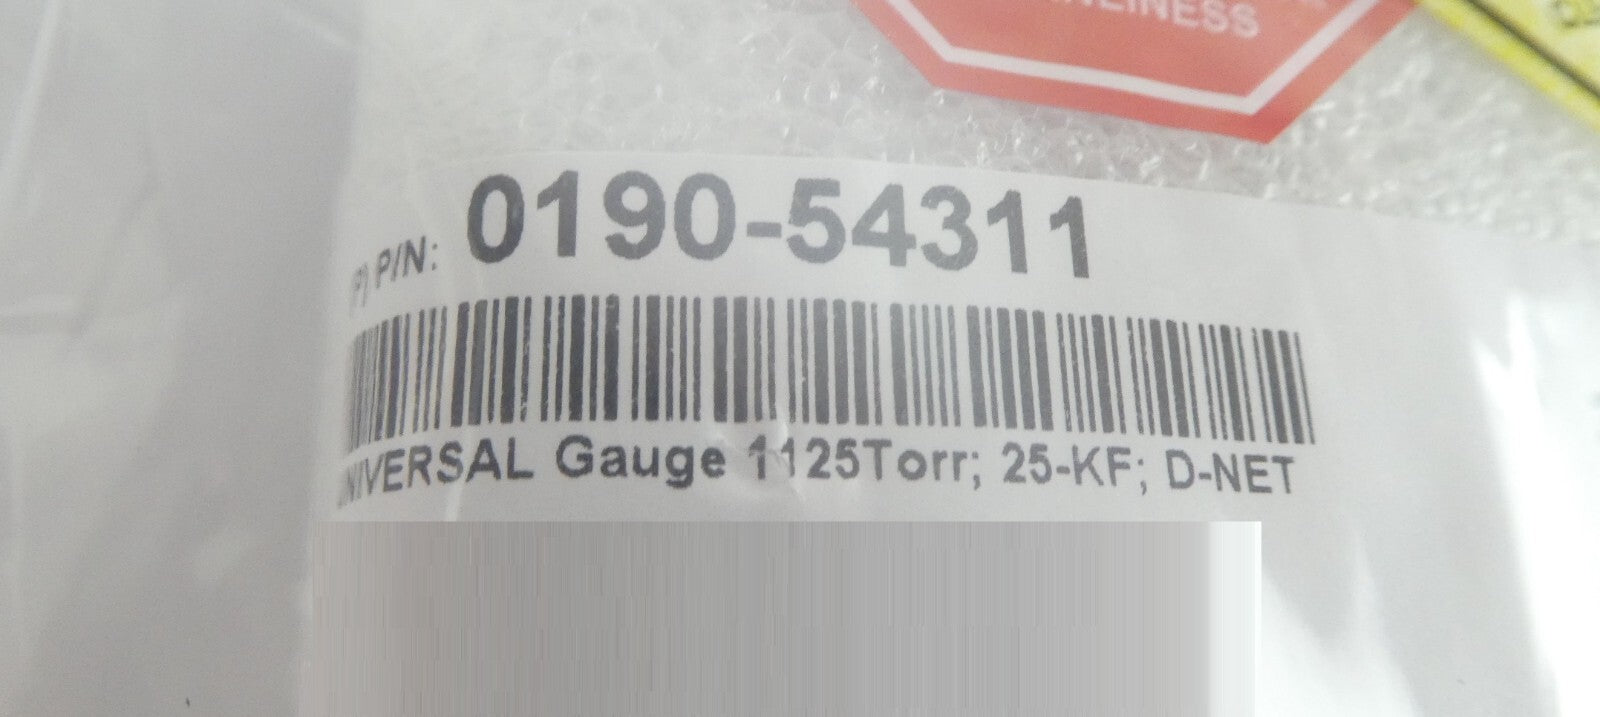 (P) P/N: 0190-54311
UNIVERSAL Gauge 1125Torr; 25-KF; D-NET